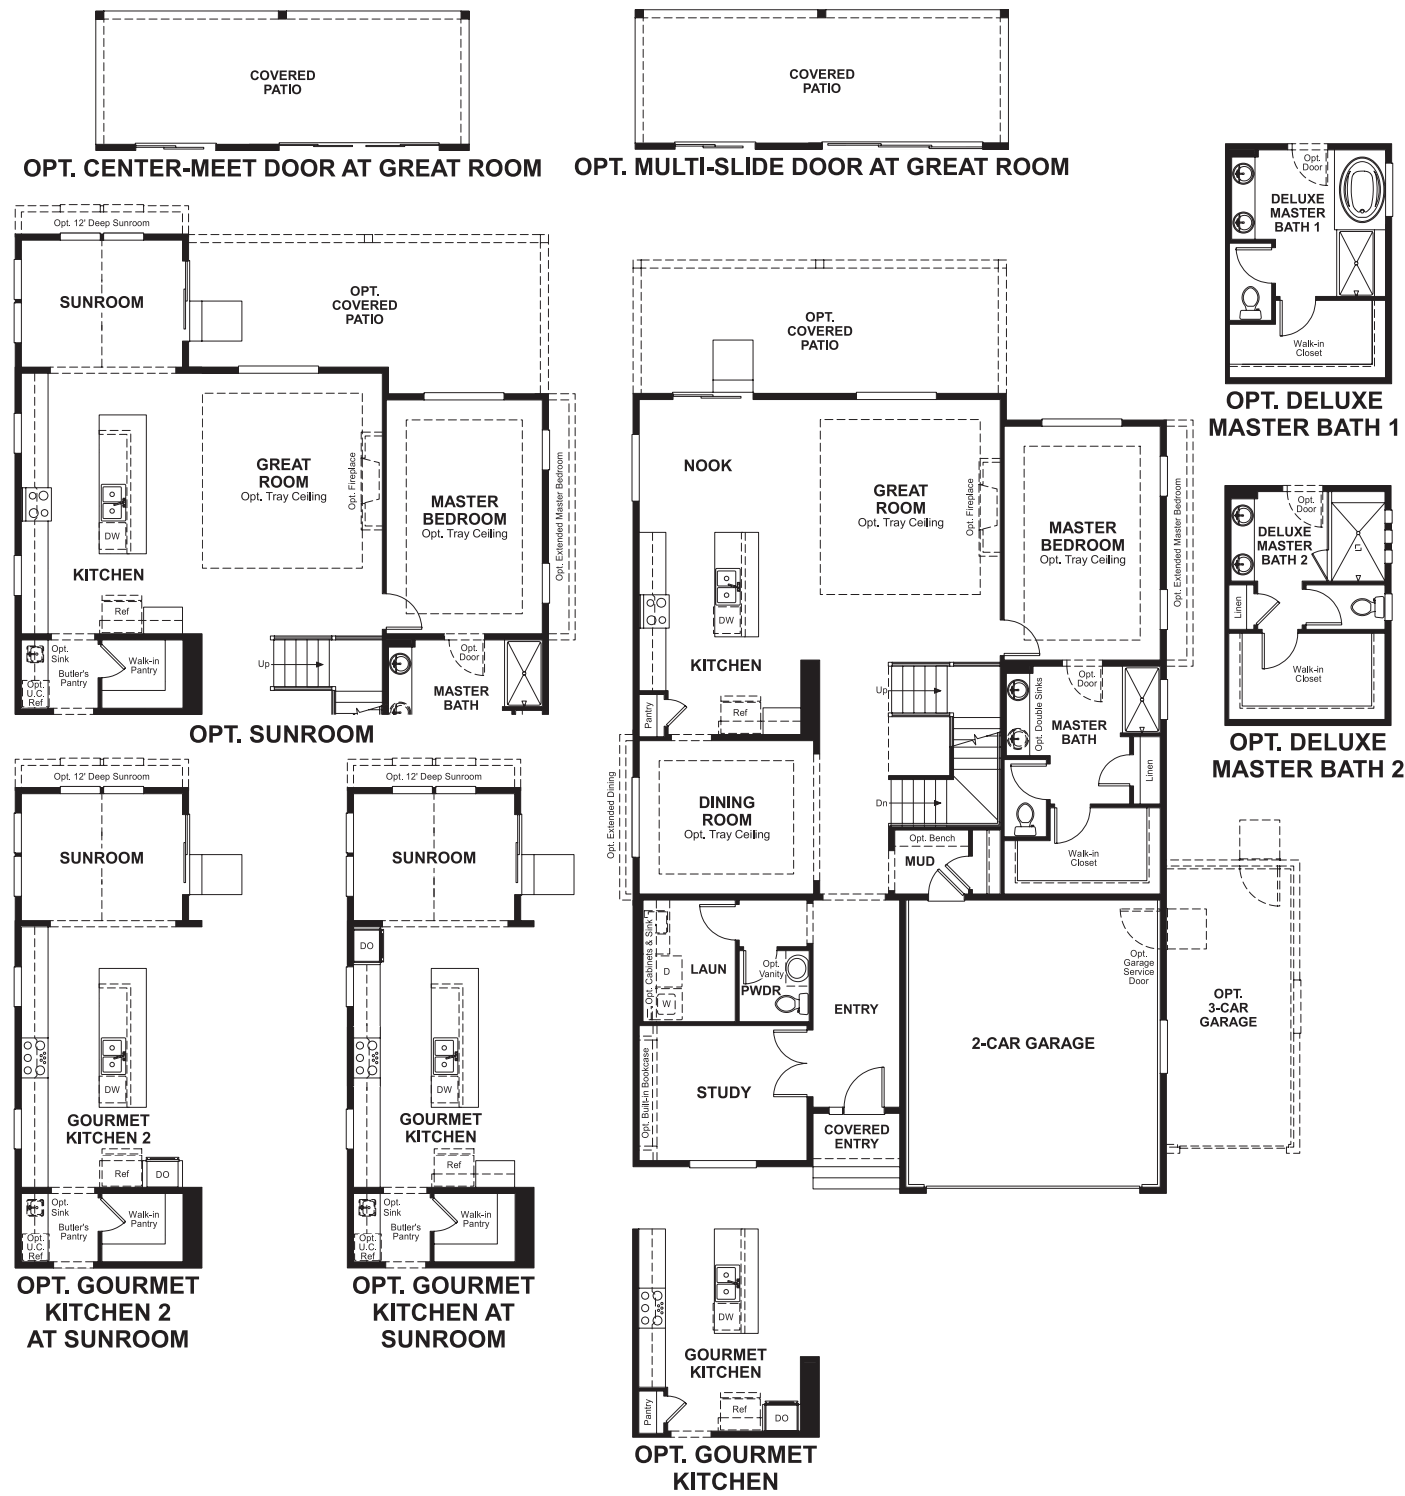 COVERED
PATIO
OPT. CENTER-MEET DOOR AT GREAT ROOM
COVERED
PATIO
OPT. MULTI-SLIDE DOOR AT GREAT ROOM
Opt.
Door
DELUXE
MASTER
BATH 1
Walk-in
Closet
OPT. DELUXE
MASTER BATH 1
Opt. 12' Deep Sunroom
SUNROOM
OPT.
COVERED
PATIO
GREAT
ROOM
Opt. Tray Ceiling
Opt. Fireplace
MASTER
BEDROOM
Opt. Tray Ceiling
Opt. Extended Master Bedroom
DW
KITCHEN
Ref
Opt.
Sink
Butler's
Pantry
Opt.
U.C.
Ref
Walk-in
Pantry
Up
Opt.
Door
MASTER
BATH
OPT. SUNROOM
OPT.
COVERED
PATIO
NOOK
GREAT
ROOM
Opt. Tray Ceiling
Opt. Fireplace
MASTER
BEDROOM
Opt. Tray Ceiling
Opt. Extended Master Bedroom
DW
KITCHEN
Pantry
Ref
Up
Opt. Double Sinks
Opt.
Door
MASTER
BATH
Linen
Opt. Extended Dining
DINING
ROOM
Opt. Tray Ceiling
Dn
Opt. Bench
MUD
Walk-in
Closet
Opt. Cabinets & Sink
D
W
LAUN
Opt.
Vanity
PWDR
ENTRY
Opt.
Garage
Service
Door
2-CAR GARAGE
OPT.
3-CAR
GARAGE
Opt. Built-in Bookcase
STUDY
COVERED
ENTRY
Opt.
Door
DELUXE
MASTER
BATH 2
Linen
Walk-in
Closet
OPT. DELUXE
MASTER BATH 2
Opt. 12' Deep Sunroom
SUNROOM
DW
GOURMET
KITCHEN 2
Ref
DO
Opt.
Sink
Butler's
Pantry
Opt.
U.C.
Ref
Walk-in
Pantry
OPT. GOURMET
KITCHEN 2
AT SUNROOM
Opt. 12' Deep Sunroom
SUNROOM
DO
DW
GOURMET
KITCHEN
Ref
Opt.
Sink
Butler's
Pantry
Opt.
U.C.
Ref
Walk-in
Pantry
OPT. GOURMET
KITCHEN AT
SUNROOM
DW
GOURMET
KITCHEN
Pantry
Ref
DO
OPT. GOURMET
KITCHEN